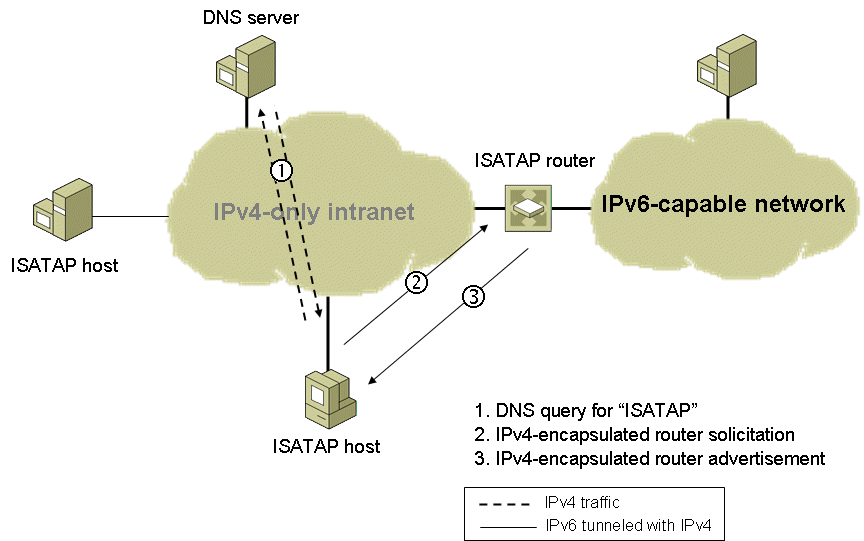 DNS server
ISATAP router
IPv4-only intranet
IPv6-capable network
1
ISATAP host
2
3
ISATAP host
1. DNS query for “ISATAP”
2. IPv4-encapsulated router solicitation
3. IPv4-encapsulated router advertisement
IPv4 traffic
IPv6 tunneled with IPv4